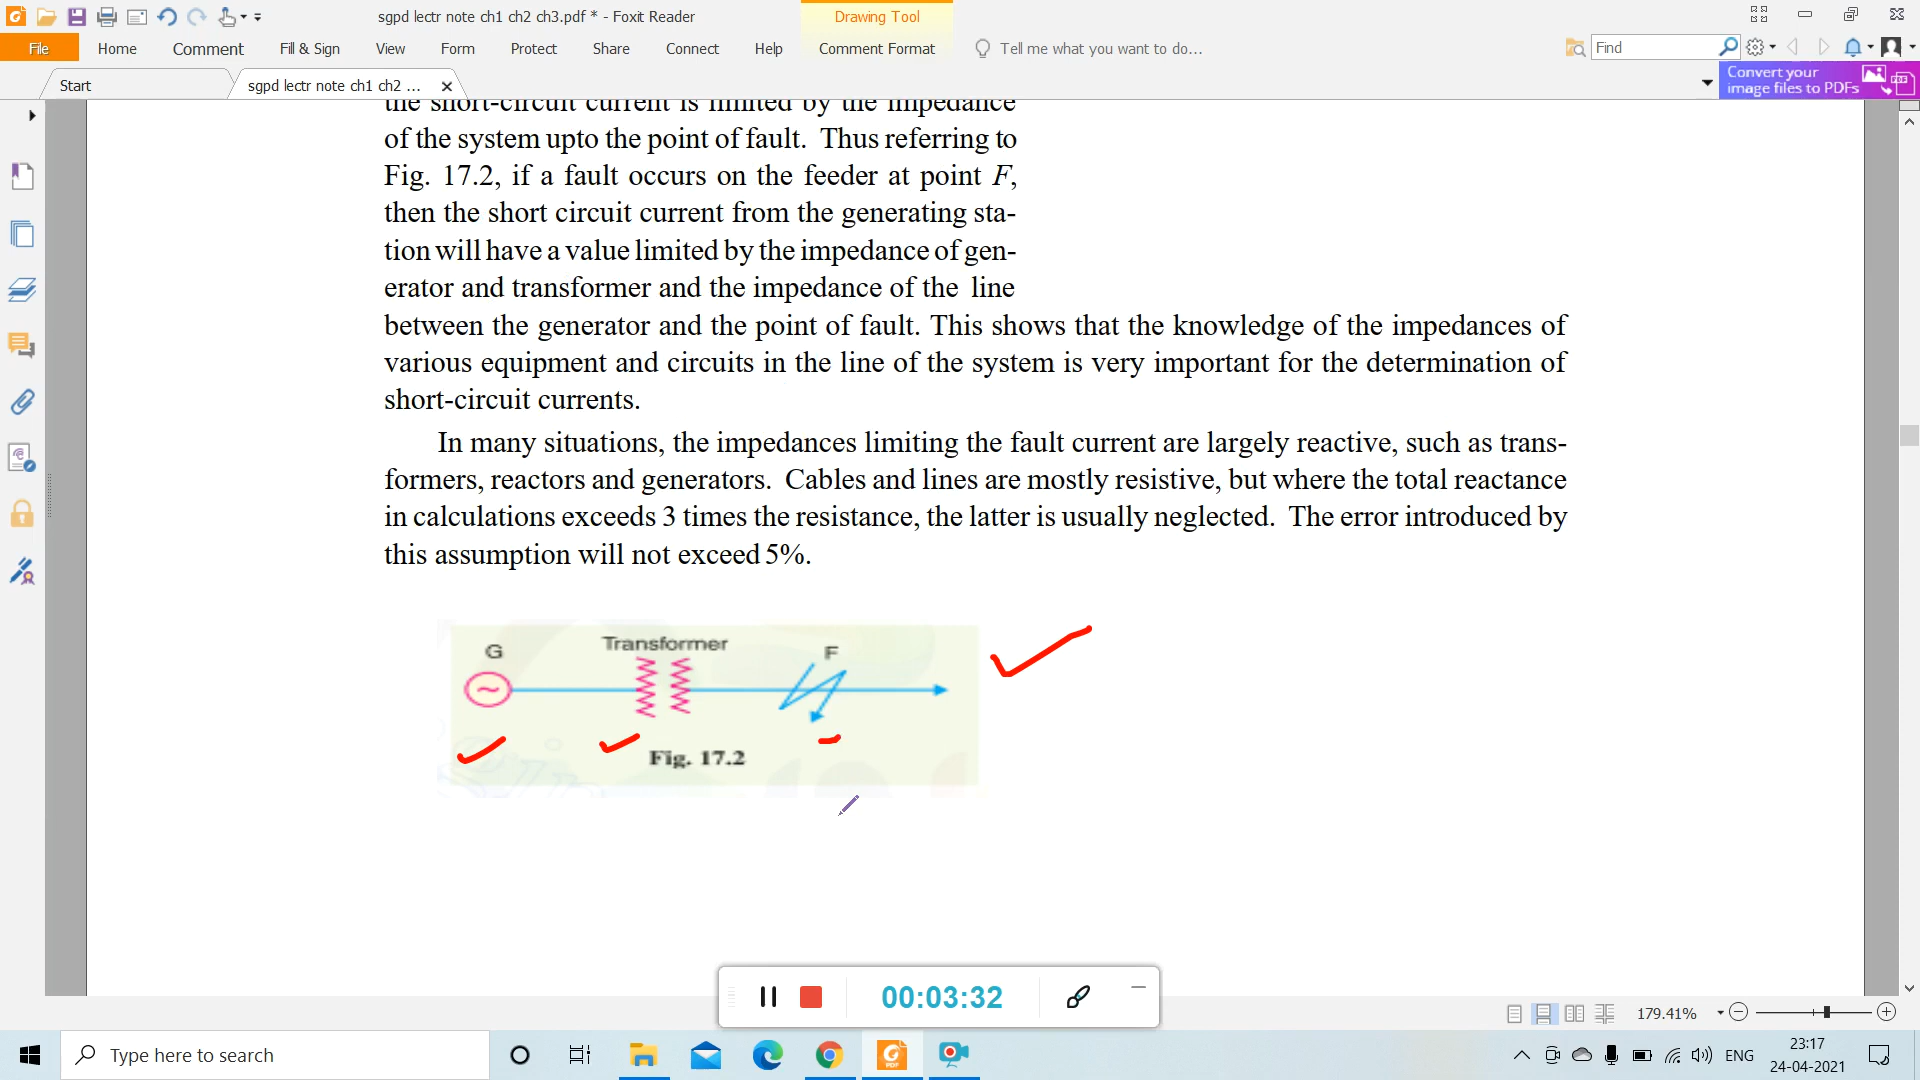 sgpd lectr note ch1 ch2 ch3.pdf * - Foxit Reader
Drawing Tool
File
Home
Comment
Fill & Sign
View
Form
Protect
Share
Connect
Help
Comment Format
Tell me what you want to do...
Find
Start
sgpd lectr note ch1 ch2 ...
Convert your
image files to PDFs
the short-circuit current is limited by the impedance
of the system upto the point of fault. Thus referring to
Fig. 17.2, if a fault occurs on the feeder at point F,
then the short circuit current from the generating sta-
tion will have a value limited by the impedance of gen-
erator and transformer and the impedance of the line
between the generator and the point of fault. This shows that the knowledge of the impedances of
various equipment and circuits in the line of the system is very important for the determination of
short-circuit currents.
In many situations, the impedances limiting the fault current are largely reactive, such as trans-
formers, reactors and generators. Cables and lines are mostly resistive, but where the total reactance
in calculations exceeds 3 times the resistance, the latter is usually neglected. The error introduced by
this assumption will not exceed 5%.
G
Transformer
F
Fig. 17.2
00:03:32
179.41%
Type here to search
ENG
23:17
24-04-2021